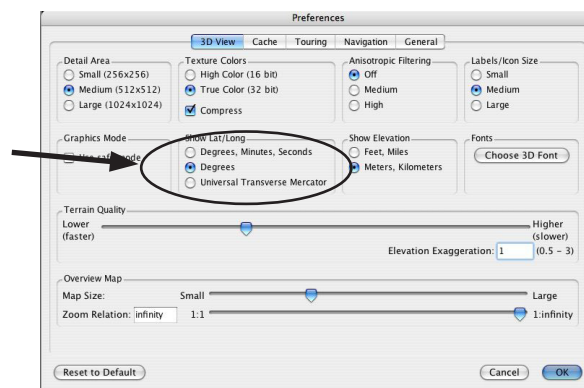 Preferences
3D View Cache Touring Navigation General
Detail Area
Small (256x256)
Medium (512x512)
Large (1024x1024)
Texture Colors
High Color (16 bit)
True Color (32 bit)
Compress
Anisotropic Filtering
Off
Medium
High
Labels/Icon Size
Small
Medium
Large
Graphics Mode
Use safe mode
Show Lat/Long
Degrees, Minutes, Seconds
Degrees
Universal Transverse Mercator
Show Elevation
Feet, Miles
Meters, Kilometers
Fonts
Choose 3D Font
Terrain Quality
Lower
(faster)
Higher
(slower)
Elevation Exaggeration: 1 (0.5 - 3)
Overview Map
Map Size: Small Large
Zoom Relation: infinity 1:1 1:infinity
Reset to Default Cancel OK